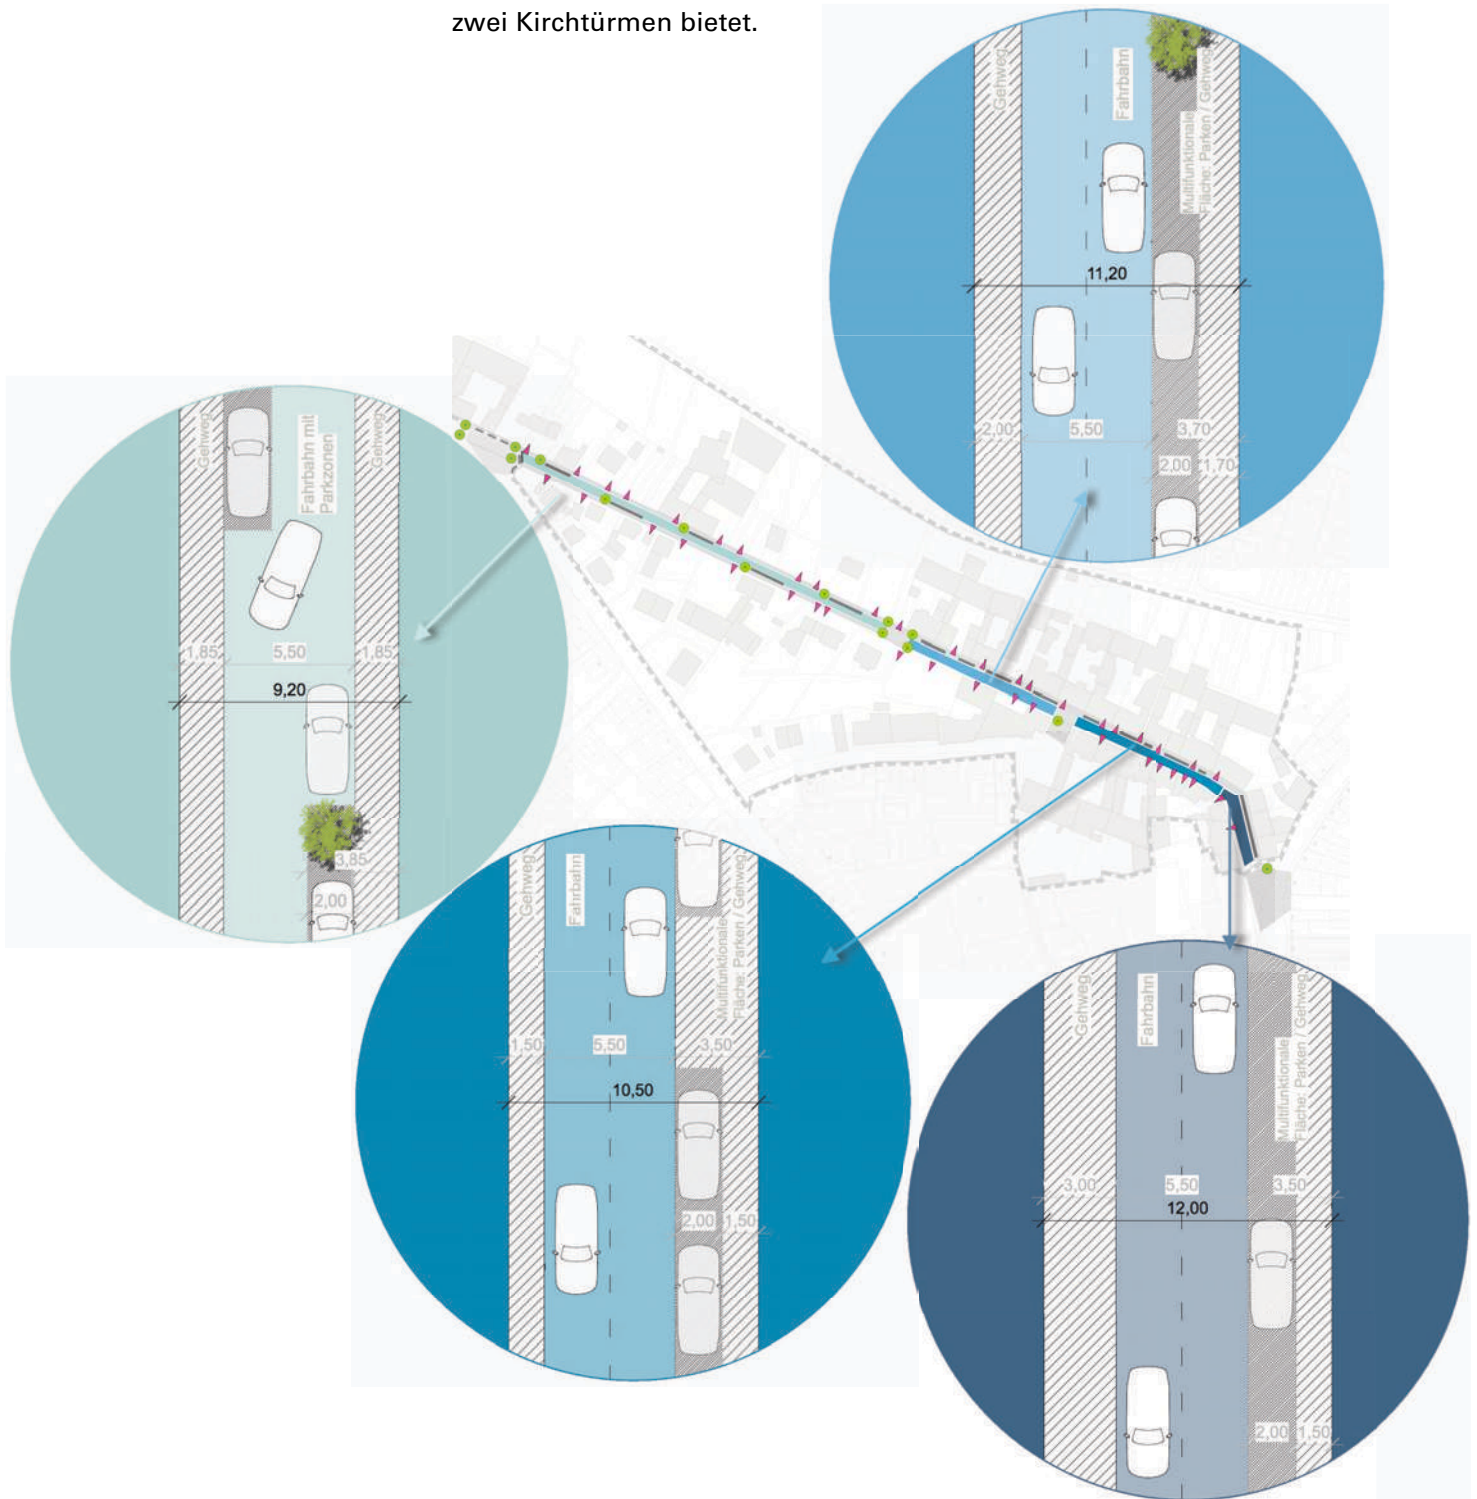 zwei Kirchtürmen bietet.
Gehweg
Fahrbahn
Multifunktionale
Fläche: Parken / Gehweg
11,20
2,00
5,50
3,70
2,00
1,70
Gehweg
Fahrbahn mit
Parkzonen
Gehweg
1,85
5,50
1,85
9,20
3,85
2,00
Gehweg
Fahrbahn
Multifunktionale
Fläche: Parken / Gehweg
1,50
5,50
3,50
10,50
2,00
1,50
Gehweg
Fahrbahn
Multifunktionale
Fläche: Parken / Gehweg
3,00
5,50
3,50
12,00
2,00
1,50